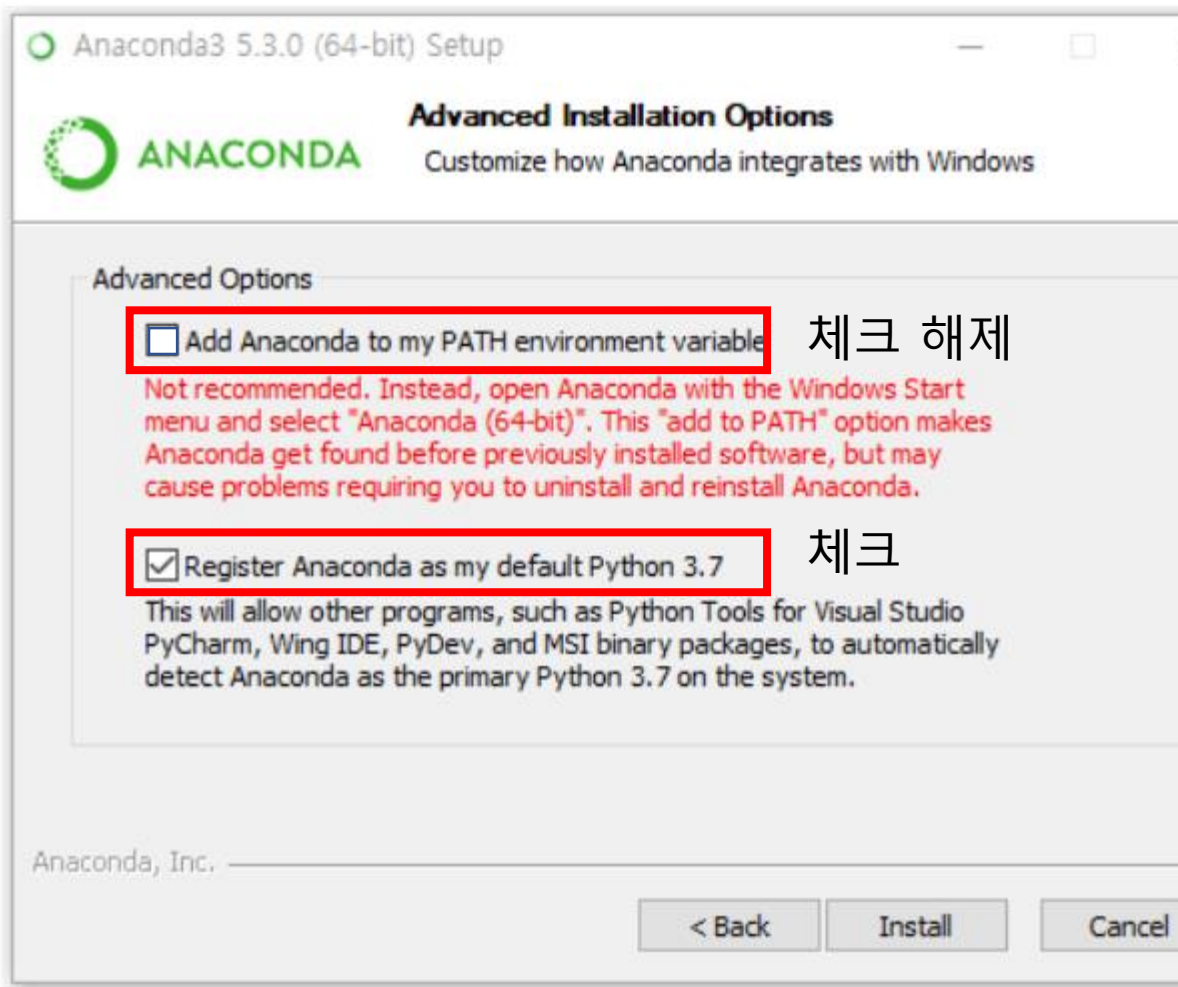 Anaconda3 5.3.0 (64-bit) Setup
ANACONDA
Advanced Installation Options
Customize how Anaconda integrates with Windows
Advanced Options
Add Anaconda to my PATH environment variable 체크 해제
Not recommended. Instead, open Anaconda with the Windows Start
menu and select "Anaconda (64-bit)". This "add to PATH" option makes
Anaconda get found before previously installed software, but may
cause problems requiring you to uninstall and reinstall Anaconda.
Register Anaconda as my default Python 3.7 체크
This will allow other programs, such as Python Tools for Visual Studio
PyCharm, Wing IDE, PyDev, and MSI binary packages, to automatically
detect Anaconda as the primary Python 3.7 on the system.
Anaconda, Inc.
< Back Install Cancel